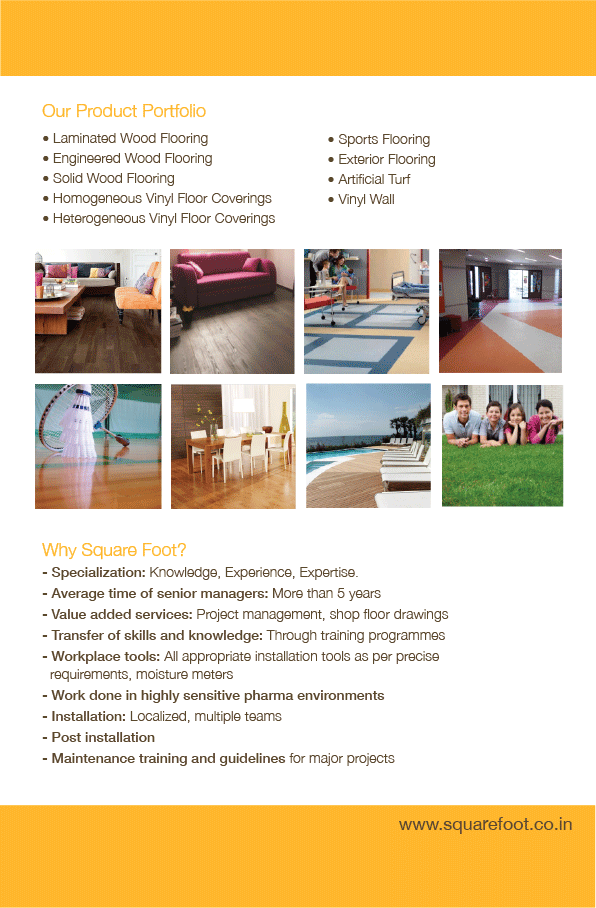 Our Product Portfolio
• Laminated Wood Flooring
• Engineered Wood Flooring
• Solid Wood Flooring
• Homogeneous Vinyl Floor Coverings
• Heterogeneous Vinyl Floor Coverings
• Sports Flooring
• Exterior Flooring
• Artificial Turf
• Vinyl Wall
Why Square Foot?
- Specialization: Knowledge, Experience, Expertise.
- Average time of senior managers: More than 5 years
- Value added services: Project management, shop floor drawings
- Transfer of skills and knowledge: Through training programmes
- Workplace tools: All appropriate installation tools as per precise
requirements, moisture meters
- Work done in highly sensitive pharma environments
- Installation: Localized, multiple teams
- Post installation
- Maintenance training and guidelines for major projects
www.squarefoot.co.in